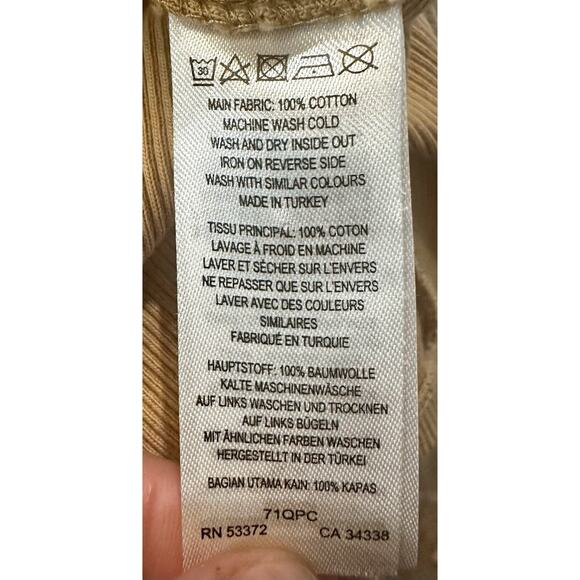 30
MAIN FABRIC: 100% COTTON
MACHINE WASH COLD
WASH AND DRY INSIDE OUT
IRON ON REVERSE SIDE
WASH WITH SIMILAR COLOURS
MADE IN TURKEY
TISSU PRINCIPAL: 100% COTON
LAVAGE À FROID EN MACHINE
LAVER ET SÈCHER SUR L'ENVERS
NE REPASSER QUE SUR L'ENVERS
LAVER AVEC DES COULEURS
SIMILAIRES
FABRIQUÉ EN TURQUIE
HAUPTSTOFF: 100% BAUMWOLLE
KALTE MASCHINENWÄSCHE
AUF LINKS WASCHEN UND TROCKNEN
AUF LINKS BÜGELN
MIT ÄHNLICHEN FARBEN WASCHEN
HERGESTELLT IN DER TÜRKEI
BAGIAN UTAMA KAIN: 100% KAPAS
71QPC
RN 53372 CA 34338